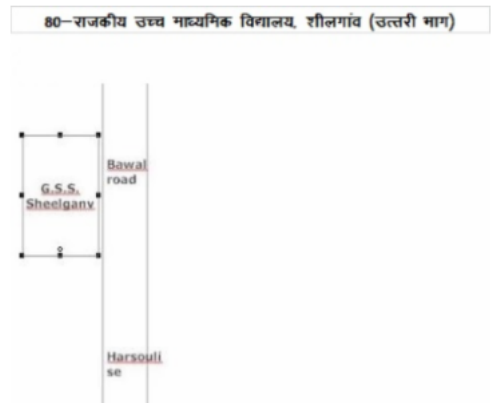 80-राजकीय उच्च माध्यमिक विद्यालय, शीलगांव (उत्तरी भाग)
Bawal
road
G.S.S.
Sheelganv
Harsouli
se